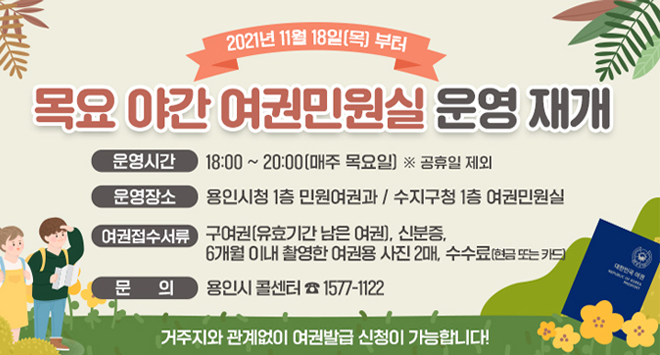 2021년 11월 18일(목) 부터
목요 야간 여권민원실 운영 재개
운영시간 18:00 ~ 20:00(매주 목요일) ※ 공휴일 제외
운영장소 용인시청 1층 민원여권과 / 수지구청 1층 여권민원실
여권접수서류 구여권(유효기간 남은 여권), 신분증,
6개월 이내 촬영한 여권용 사진 2매, 수수료(현금 또는 카드)
문 의 용인시 콜센터 ☎ 1577-1122
대한민국 여권
REPUBLIC OF KOREA
PASSPORT
거주지와 관계없이 여권발급 신청이 가능합니다!